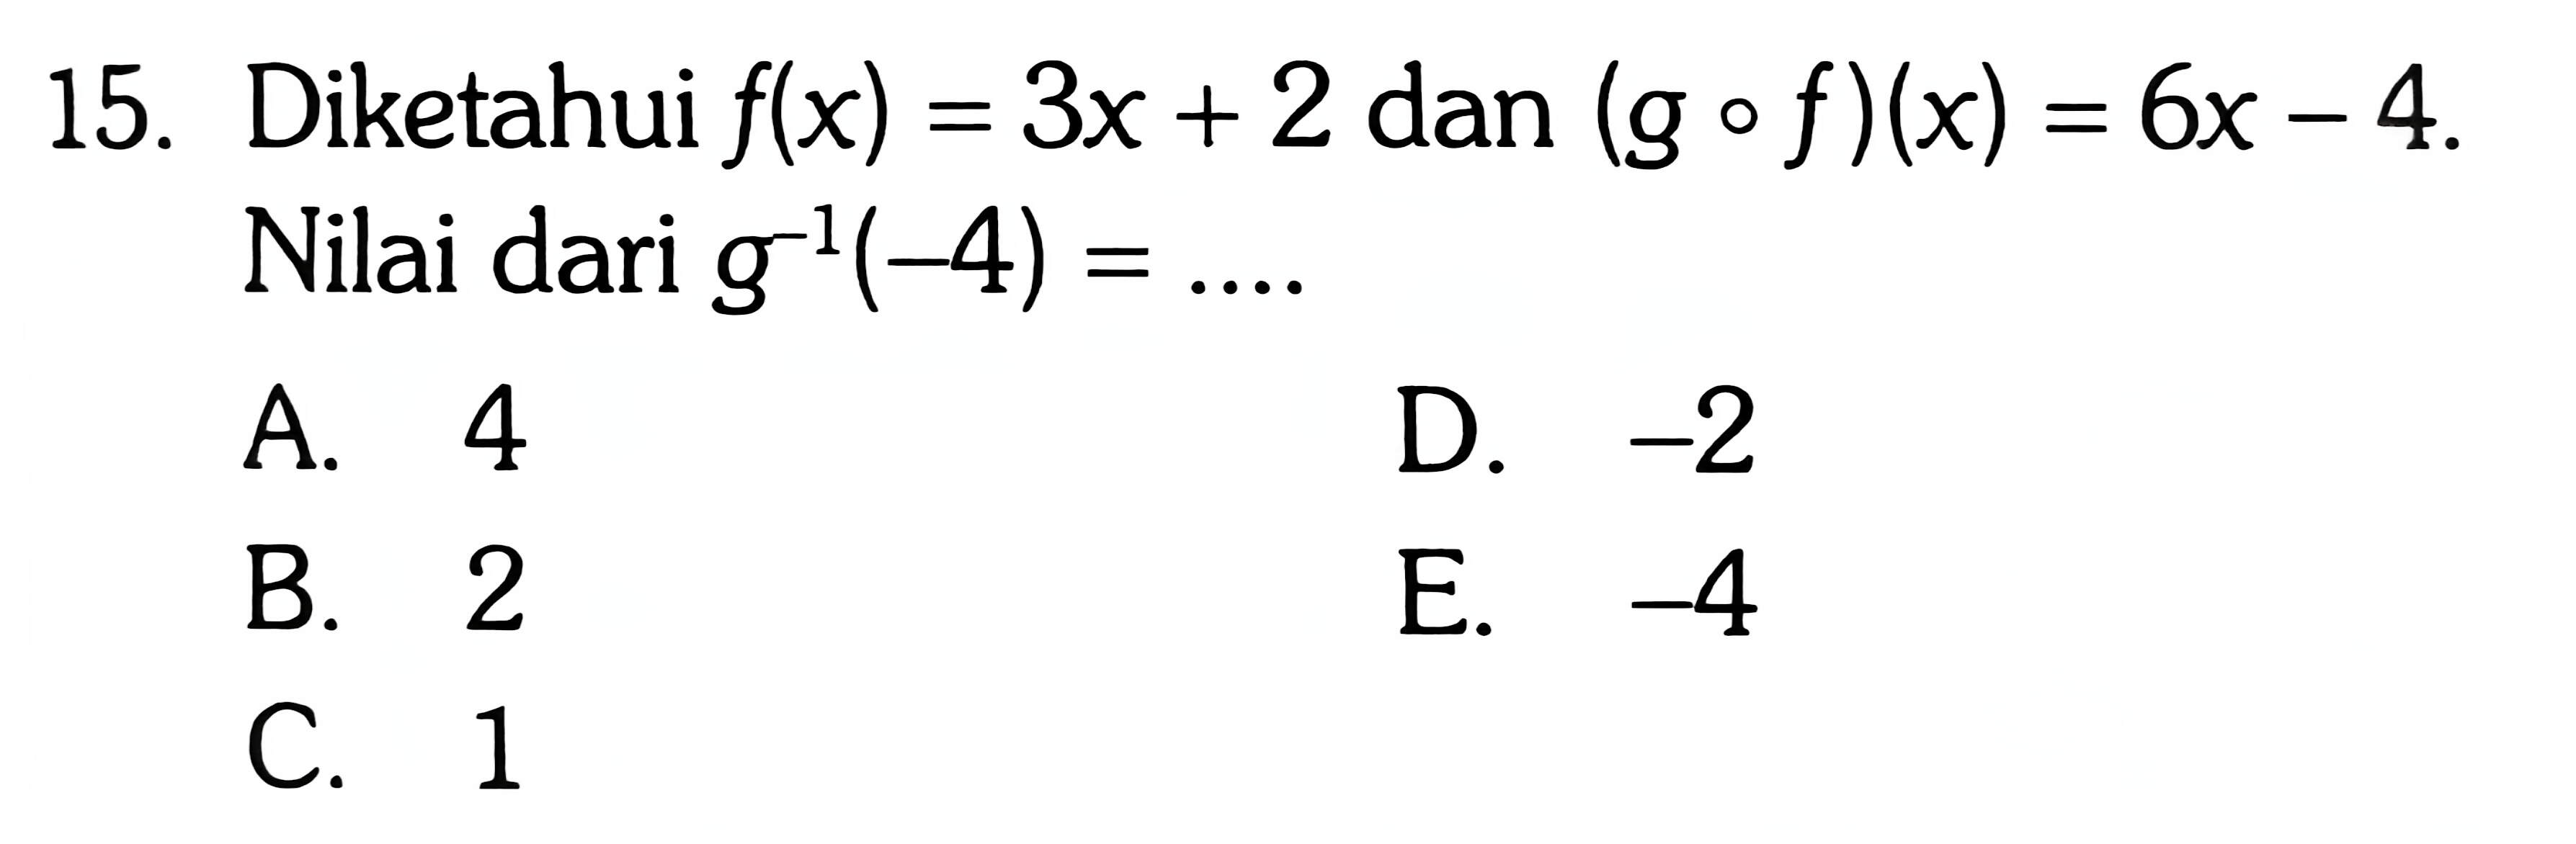 15. Diketahui f(x) = 3x + 2 dan (g ∘ f)(x) = 6x – 4.
Nilai dari g⁻¹(–4) = ....
A. 4 D. –2
B. 2 E. –4
C. 1